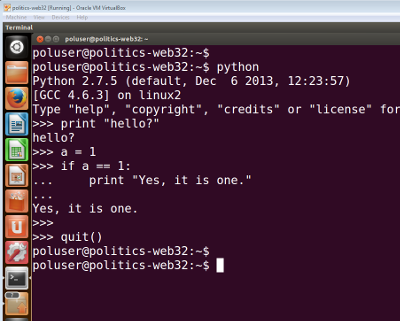 politics-web32 [Running] - Oracle VM VirtualBox
Machine View Devices Help
Terminal
poluser@politics-web32: ~
poluser@politics-web32:~$
poluser@politics-web32:~$ python
Python 2.7.5 (default, Dec  6 2013, 12:23:57)
[GCC 4.6.3] on linux2
Type "help", "copyright", "credits" or "license" for
>>> print "hello?"
hello?
>>> a = 1
>>> if a == 1:
...     print "Yes, it is one."
...
Yes, it is one.
>>>
>>> quit()
poluser@politics-web32:~$
poluser@politics-web32:~$